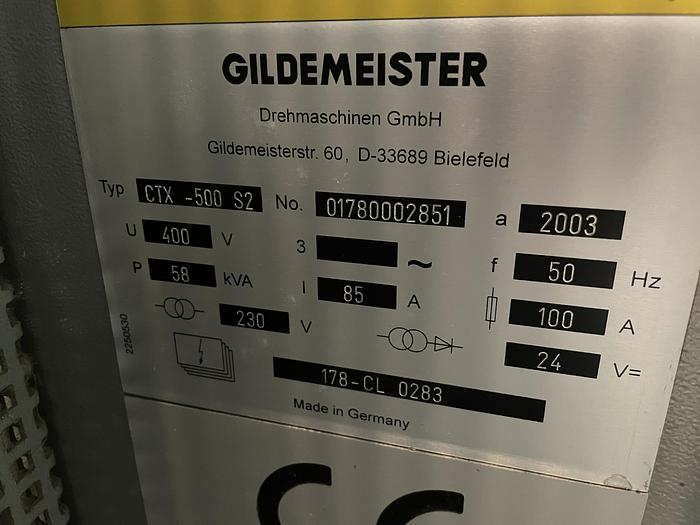 GILDEMEISTER
Drehmaschinen GmbH
Gildemeisterstr. 60, D-33689 Bielefeld
Typ CTX -500 S2 No. 01780002851 a 2003
U 400 V 3 ~ f 50 Hz
P 58 kVA I 85 A 100 A
230 V 24 V=
178-CL 0283
Made in Germany
2250530
CE